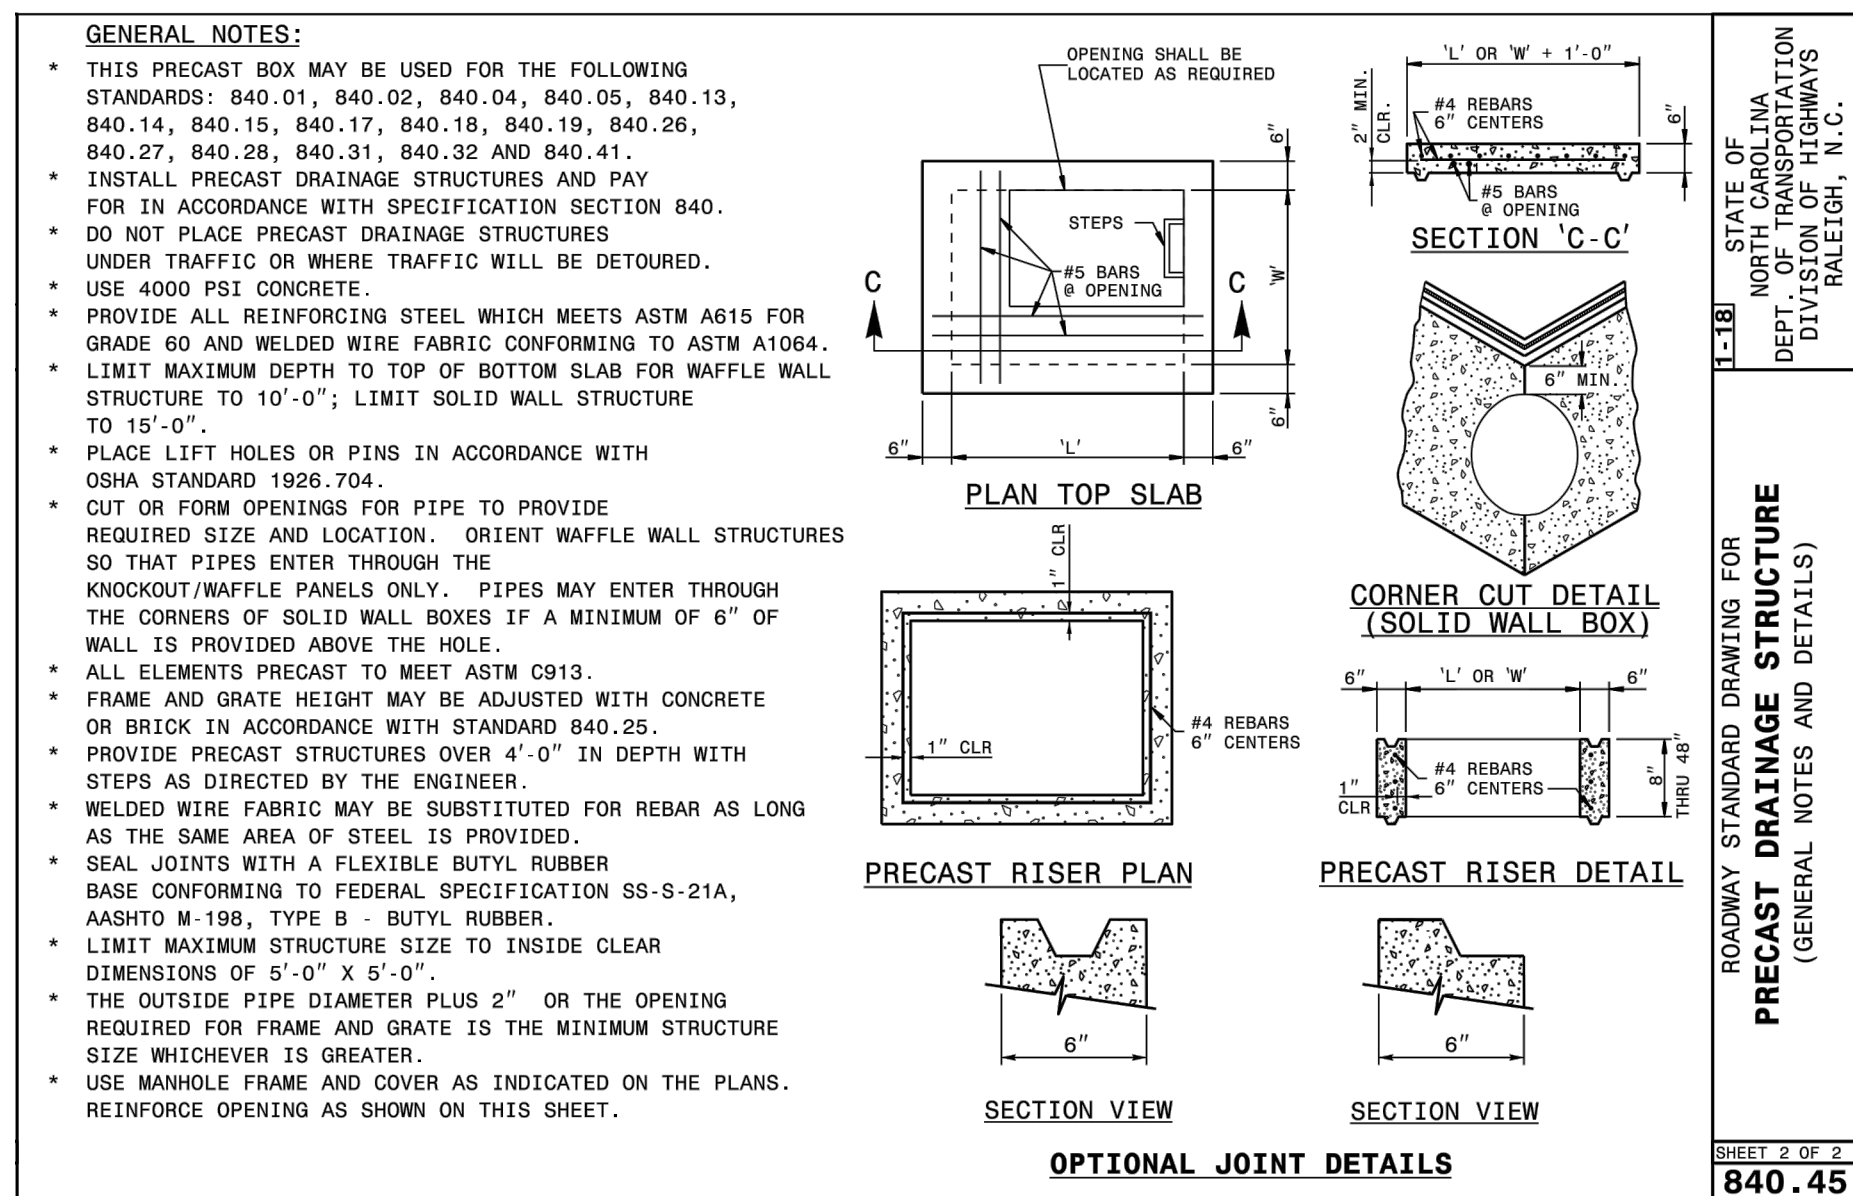 GENERAL NOTES:
* THIS PRECAST BOX MAY BE USED FOR THE FOLLOWING
STANDARDS: 840.01, 840.02, 840.04, 840.05, 840.13,
840.14, 840.15, 840.17, 840.18, 840.19, 840.26,
840.27, 840.28, 840.31, 840.32 AND 840.41.
* INSTALL PRECAST DRAINAGE STRUCTURES AND PAY
FOR IN ACCORDANCE WITH SPECIFICATION SECTION 840.
* DO NOT PLACE PRECAST DRAINAGE STRUCTURES
UNDER TRAFFIC OR WHERE TRAFFIC WILL BE DETOURED.
* USE 4000 PSI CONCRETE.
* PROVIDE ALL REINFORCING STEEL WHICH MEETS ASTM A615 FOR
GRADE 60 AND WELDED WIRE FABRIC CONFORMING TO ASTM A1064.
* LIMIT MAXIMUM DEPTH TO TOP OF BOTTOM SLAB FOR WAFFLE WALL
STRUCTURE TO 10'-0"; LIMIT SOLID WALL STRUCTURE
TO 15'-0".
* PLACE LIFT HOLES OR PINS IN ACCORDANCE WITH
OSHA STANDARD 1926.704.
* CUT OR FORM OPENINGS FOR PIPE TO PROVIDE
REQUIRED SIZE AND LOCATION. ORIENT WAFFLE WALL STRUCTURES
SO THAT PIPES ENTER THROUGH THE
KNOCKOUT/WAFFLE PANELS ONLY. PIPES MAY ENTER THROUGH
THE CORNERS OF SOLID WALL BOXES IF A MINIMUM OF 6" OF
WALL IS PROVIDED ABOVE THE HOLE.
* ALL ELEMENTS PRECAST TO MEET ASTM C913.
* FRAME AND GRATE HEIGHT MAY BE ADJUSTED WITH CONCRETE
OR BRICK IN ACCORDANCE WITH STANDARD 840.25.
* PROVIDE PRECAST STRUCTURES OVER 4'-0" IN DEPTH WITH
STEPS AS DIRECTED BY THE ENGINEER.
* WELDED WIRE FABRIC MAY BE SUBSTITUTED FOR REBAR AS LONG
AS THE SAME AREA OF STEEL IS PROVIDED.
* SEAL JOINTS WITH A FLEXIBLE BUTYL RUBBER
BASE CONFORMING TO FEDERAL SPECIFICATION SS-S-21A,
AASHTO M-198, TYPE B - BUTYL RUBBER.
* LIMIT MAXIMUM STRUCTURE SIZE TO INSIDE CLEAR
DIMENSIONS OF 5'-0" X 5'-0".
* THE OUTSIDE PIPE DIAMETER PLUS 2" OR THE OPENING
REQUIRED FOR FRAME AND GRATE IS THE MINIMUM STRUCTURE
SIZE WHICHEVER IS GREATER.
* USE MANHOLE FRAME AND COVER AS INDICATED ON THE PLANS.
REINFORCE OPENING AS SHOWN ON THIS SHEET.
OPENING SHALL BE
LOCATED AS REQUIRED
6"
STEPS
#5 BARS
@ OPENING
C
C
'W'
6"
6"
'L'
6"
PLAN TOP SLAB
'L' OR 'W' + 1'-0"
2" MIN.
CLR.
#4 REBARS
6" CENTERS
6"
#5 BARS
@ OPENING
SECTION 'C-C'
6" MIN.
CORNER CUT DETAIL
(SOLID WALL BOX)
1" CLR
1" CLR
#4 REBARS
6" CENTERS
PRECAST RISER PLAN
6"
'L' OR 'W'
6"
#4 REBARS
6" CENTERS
1"
CLR
8"
THRU 48"
PRECAST RISER DETAIL
6"
SECTION VIEW
6"
SECTION VIEW
OPTIONAL JOINT DETAILS
1-18
STATE OF
NORTH CAROLINA
DEPT. OF TRANSPORTATION
DIVISION OF HIGHWAYS
RALEIGH, N.C.
ROADWAY STANDARD DRAWING FOR
PRECAST DRAINAGE STRUCTURE
(GENERAL NOTES AND DETAILS)
SHEET 2 OF 2
840.45